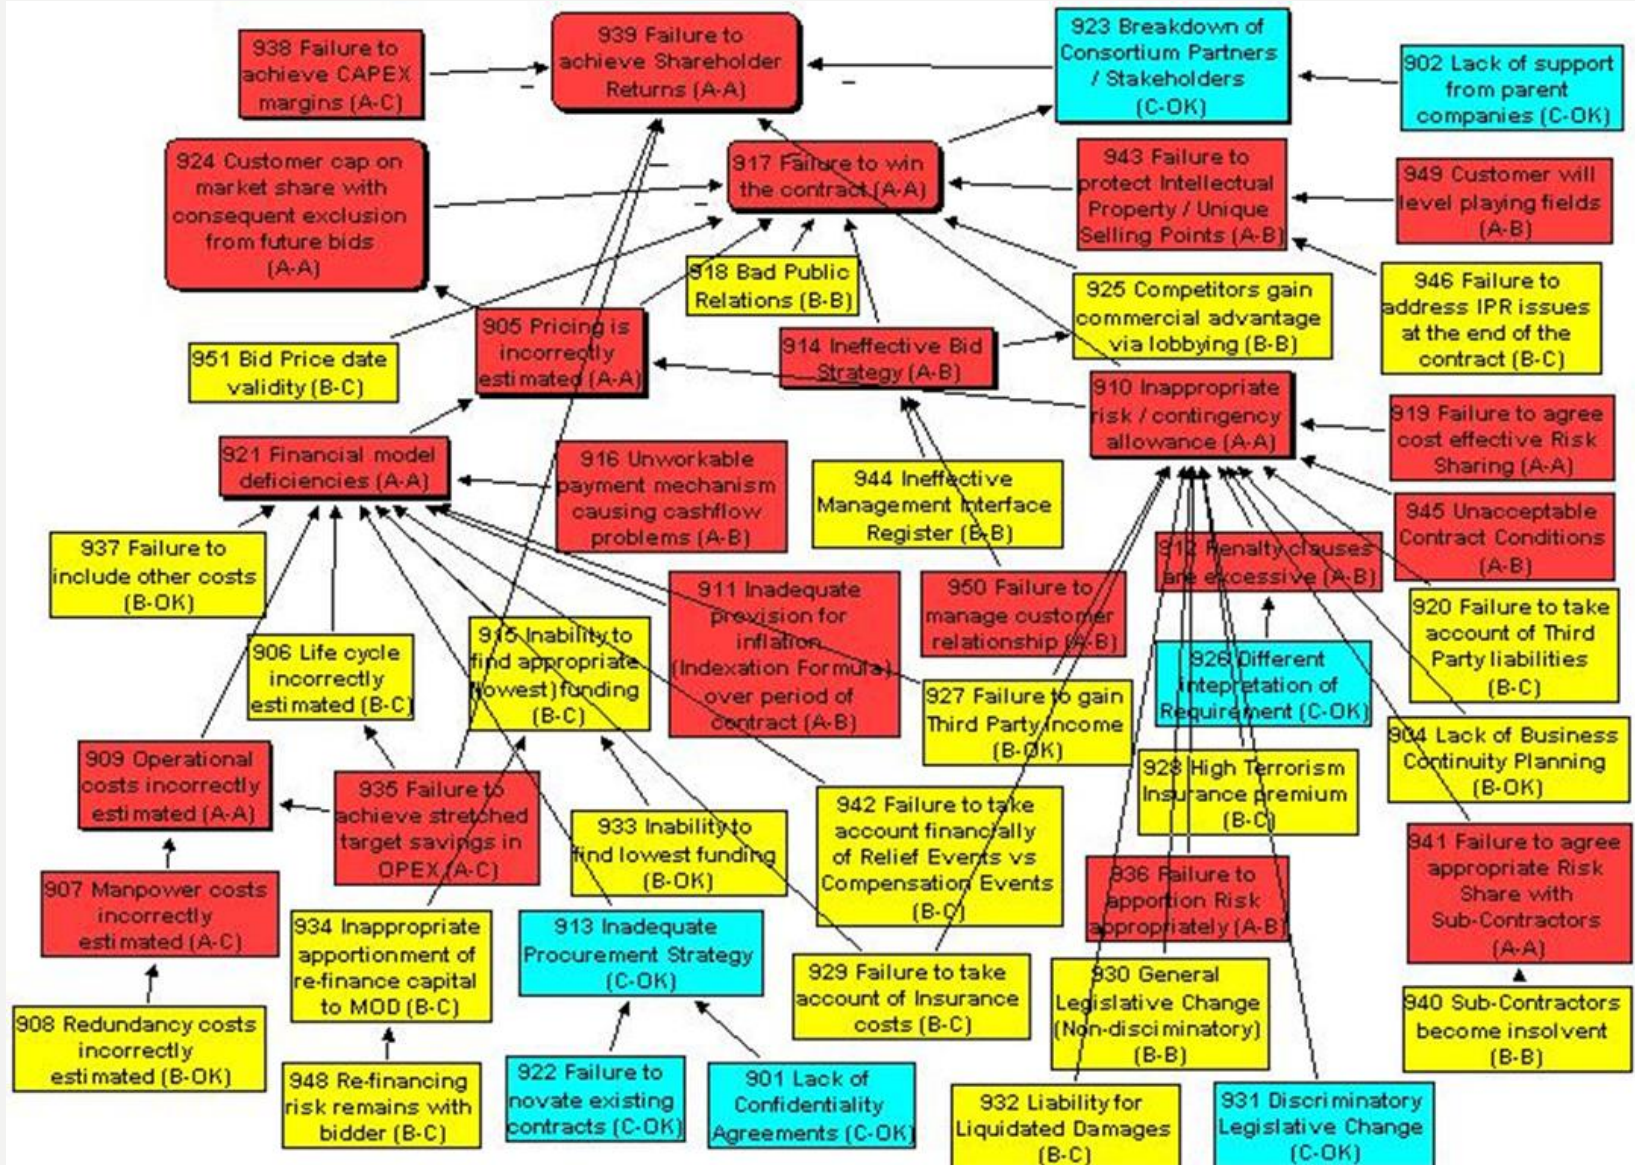 938 Failure to
achieve CAPEX
margins (A-C)
939 Failure to
achieve Shareholder
Returns (A-A)
923 Breakdown of
Consortium Partners
/ Stakeholders
(C-OK)
902 Lack of support
from parent
companies (C-OK)
924 Customer cap on
market share with
consequent exclusion
from future bids
(A-A)
917 Failure to win
the contract (A-A)
943 Failure to
protect Intellectual
Property / Unique
Selling Points (A-B)
949 Customer will
level playing fields
(A-B)
918 Bad Public
Relations (B-B)
925 Competitors gain
commercial advantage
via lobbying (B-B)
946 Failure to
address IPR issues
at the end of the
contract (B-C)
951 Bid Price date
validity (B-C)
905 Pricing is
incorrectly
estimated (A-A)
914 Ineffective Bid
Strategy (A-B)
910 Inappropriate
risk / contingency
allowance (A-A)
919 Failure to agree
cost effective Risk
Sharing (A-A)
921 Financial model
deficiencies (A-A)
916 Unworkable
payment mechanism
causing cashflow
problems (A-B)
944 Ineffective
Management Interface
Register (B-B)
945 Unacceptable
Contract Conditions
(A-B)
937 Failure to
include other costs
(B-OK)
911 Inadequate
provision for
inflation
(Indexation Formula)
over period of
contract (A-B)
950 Failure to
manage customer
relationship (A-B)
912 Penalty clauses
are excessive (A-B)
920 Failure to take
account of Third
Party liabilities
(B-C)
906 Life cycle
incorrectly
estimated (B-C)
915 Inability to
find appropriate
(lowest) funding
(B-C)
927 Failure to gain
Third Party Income
(B-OK)
926 Different
intepretation of
Requirement (C-OK)
904 Lack of Business
Continuity Planning
(B-OK)
909 Operational
costs incorrectly
estimated (A-A)
935 Failure to
achieve stretched
target savings in
OPEX (A-C)
933 Inability to
find lowest funding
(B-OK)
942 Failure to take
account financially
of Relief Events vs
Compensation Events
(B-C)
928 High Terrorism
Insurance premium
(B-C)
941 Failure to agree
appropriate Risk
Share with
Sub-Contractors
(A-A)
907 Manpower costs
incorrectly
estimated (A-C)
934 Inappropriate
apportionment of
re-finance capital
to MOD (B-C)
913 Inadequate
Procurement Strategy
(C-OK)
929 Failure to take
account of Insurance
costs (B-C)
936 Failure to
apportion Risk
appropriately (A-B)
930 General
Legislative Change
(Non-discriminatory)
(B-B)
940 Sub-Contractors
become insolvent
(B-B)
908 Redundancy costs
incorrectly
estimated (B-OK)
948 Re-financing
risk remains with
bidder (B-C)
922 Failure to
novate existing
contracts (C-OK)
901 Lack of
Confidentiality
Agreements (C-OK)
932 Liability for
Liquidated Damages
(B-C)
931 Discriminatory
Legislative Change
(C-OK)